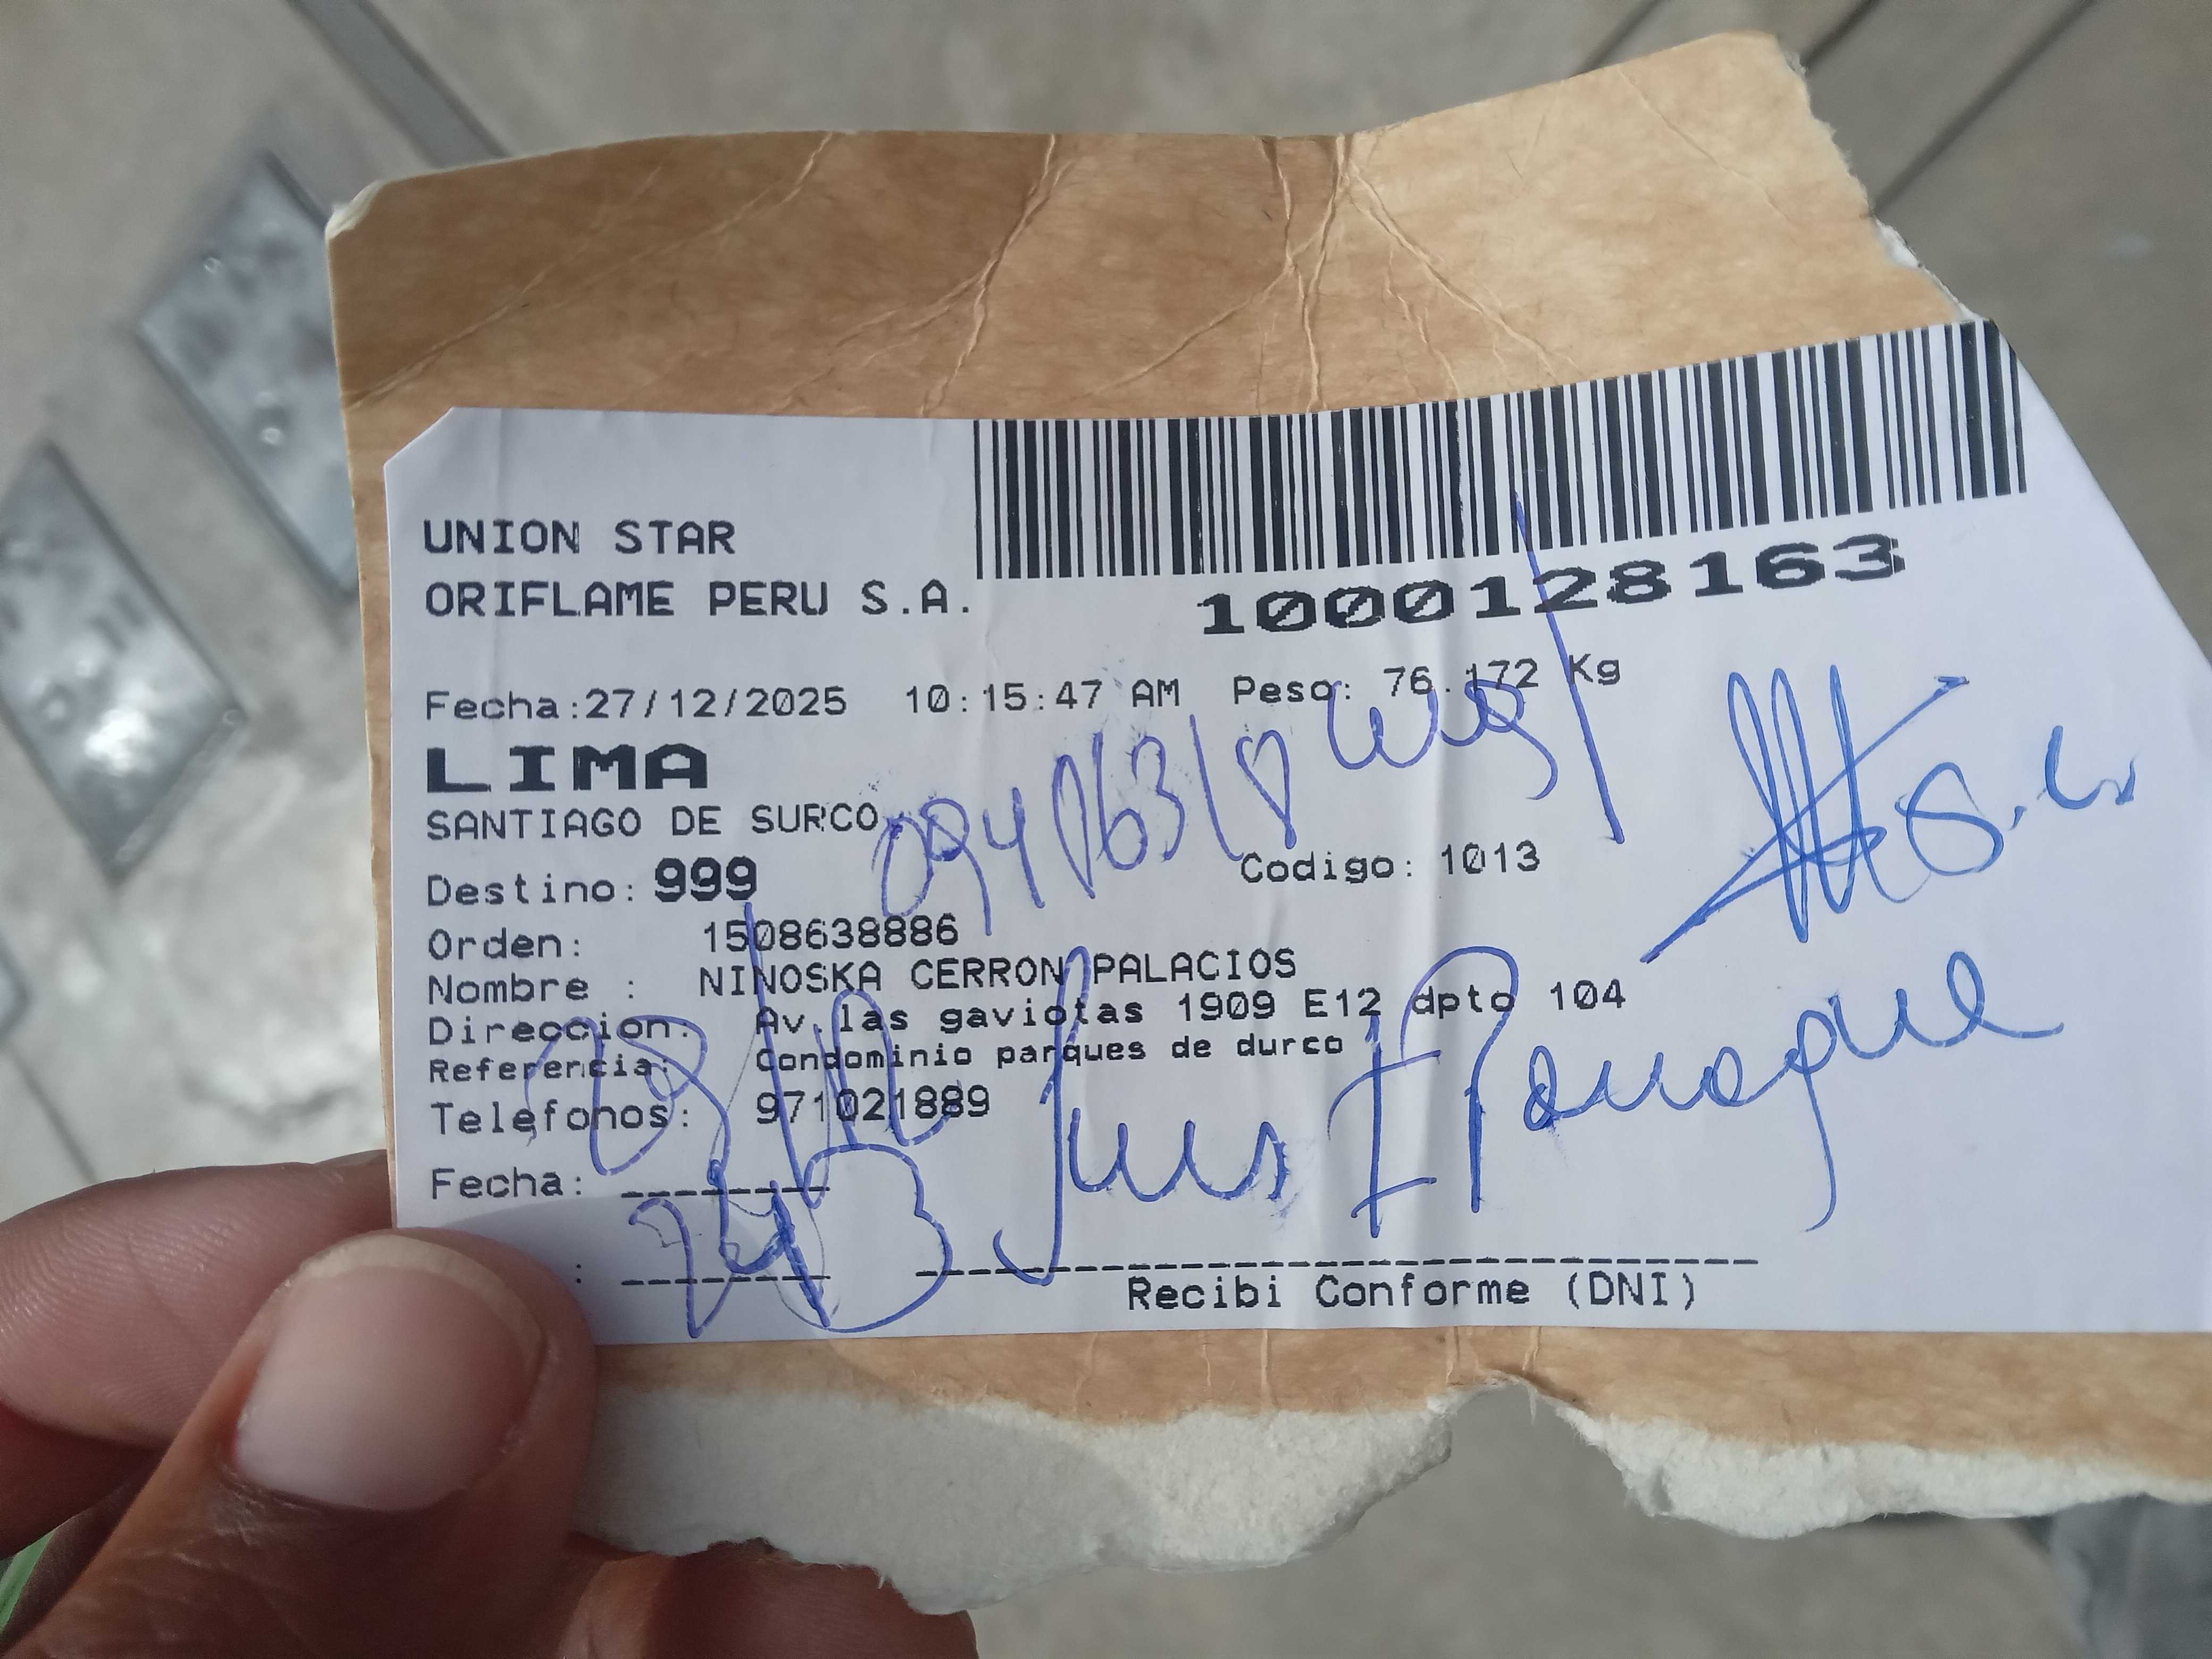 UNION STAR
ORIFLAME PERU S.A.
1000128163
Fecha:27/12/2025 10:15:47 AM Peso: 76.172 Kg
LIMA
SANTIAGO DE SURCO
09406318
Destino: 999 Codigo: 1013
Orden: 1508638886
Nombre : NINOSKA CERRON PALACIOS
Direccion: Av. las gaviotas 1909 E12 dpto 104
Referencia: Condominio parques de durco
Telefonos: 971021889
Luis
Fecha:
:
Recibi Conforme (DNI)